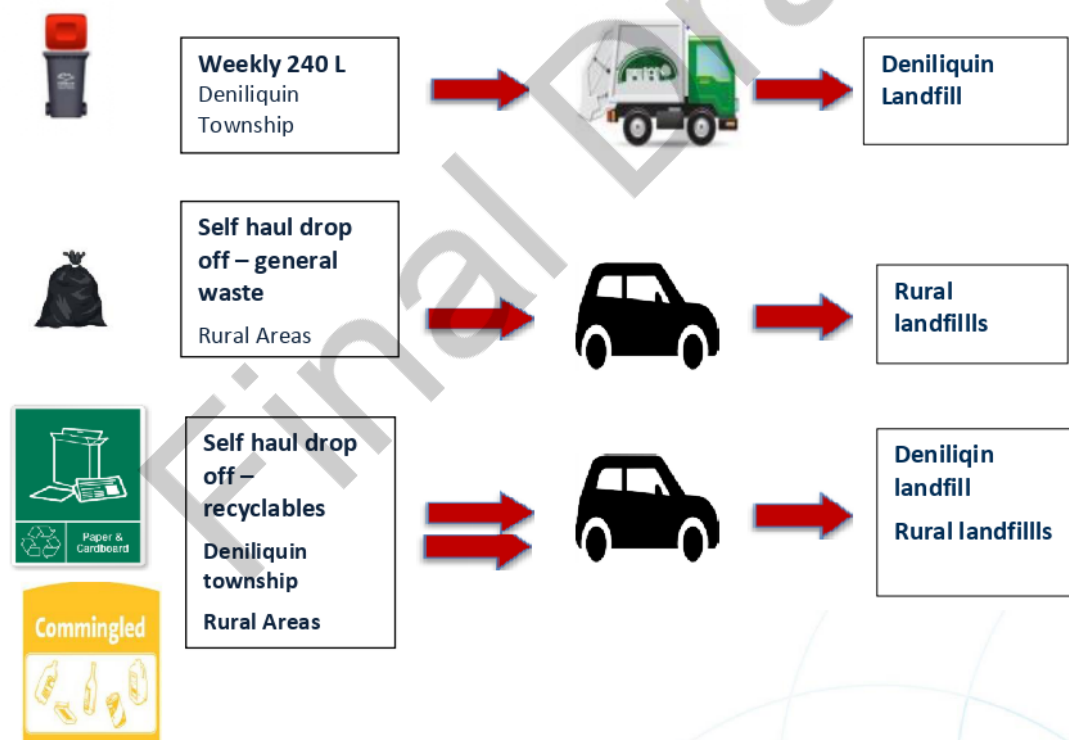 Weekly 240 L
Deniliquin
Township
Deniliquin
Landfill
Self haul drop
off – general
waste
Rural Areas
Rural
landfillls
Paper &
Cardboard
Self haul drop
off –
recyclables
Deniliquin
township
Rural Areas
Deniliqin
landfill
Rural landfillls
Commingled
Final Dra